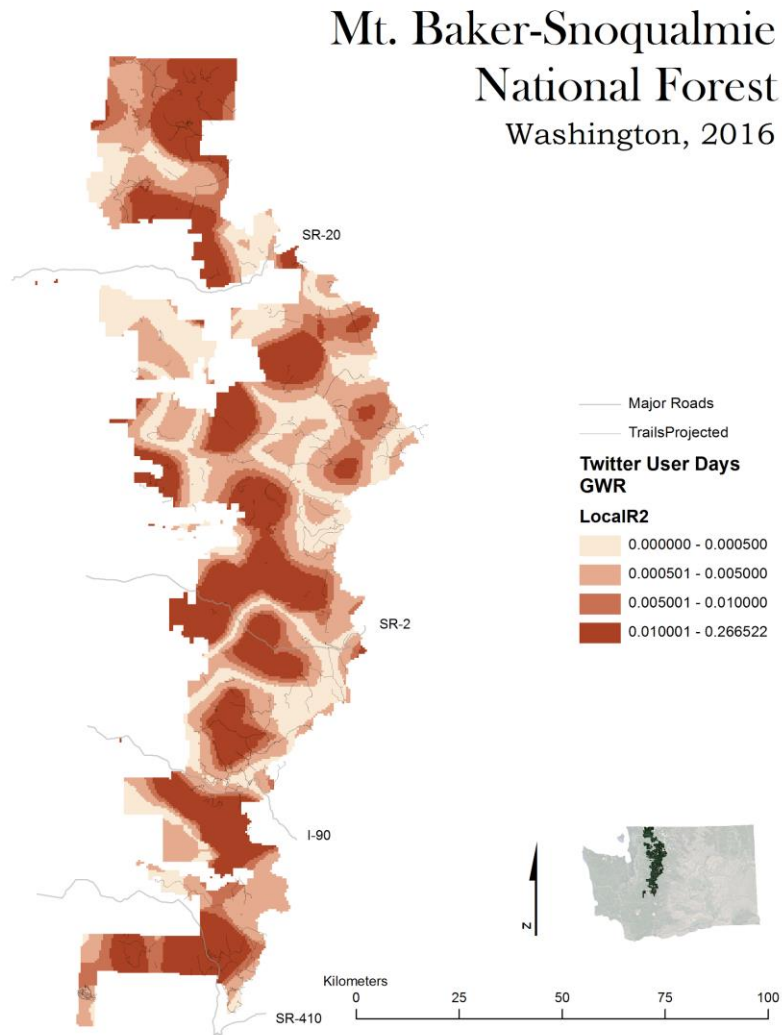 Mt. Baker-Snoqualmie
National Forest
Washington, 2016
SR-20
Major Roads
TrailsProjected
Twitter User Days
GWR
LocalR2
0.000000 - 0.000500
0.000501 - 0.005000
0.005001 - 0.010000
0.010001 - 0.266522
SR-2
I-90
N
Kilometers
0 25 50 75 100
SR-410